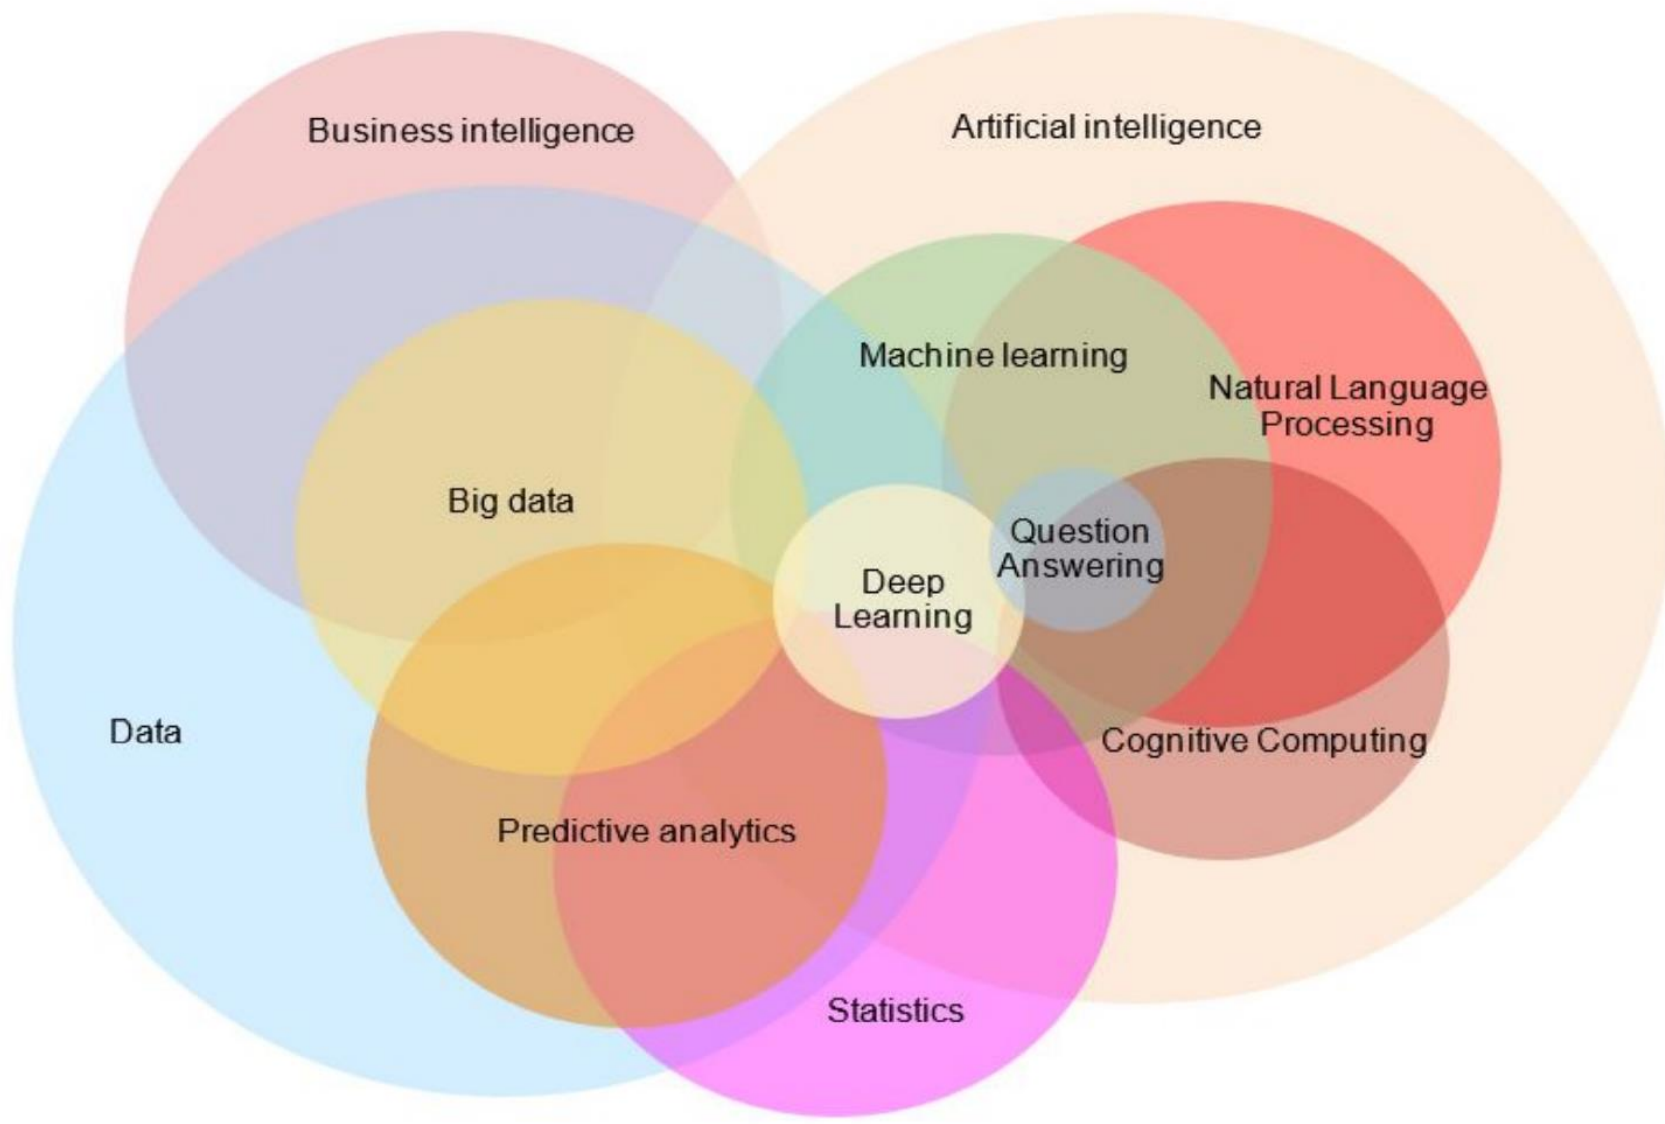 Business intelligence
Artificial intelligence
Machine learning
Natural Language
Processing
Big data
Question
Answering
Deep
Learning
Data
Cognitive Computing
Predictive analytics
Statistics